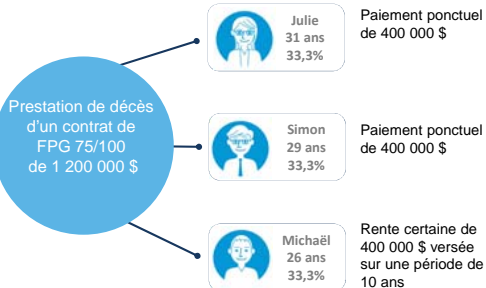 Julie
31 ans
33,3%
Paiement ponctuel
de 400 000 $
Prestation de décès
d'un contrat de
FPG 75/100
de 1 200 000 $
Simon
29 ans
33,3%
Paiement ponctuel
de 400 000 $
Michaël
26 ans
33,3%
Rente certaine de
400 000 $ versée
sur une période de
10 ans